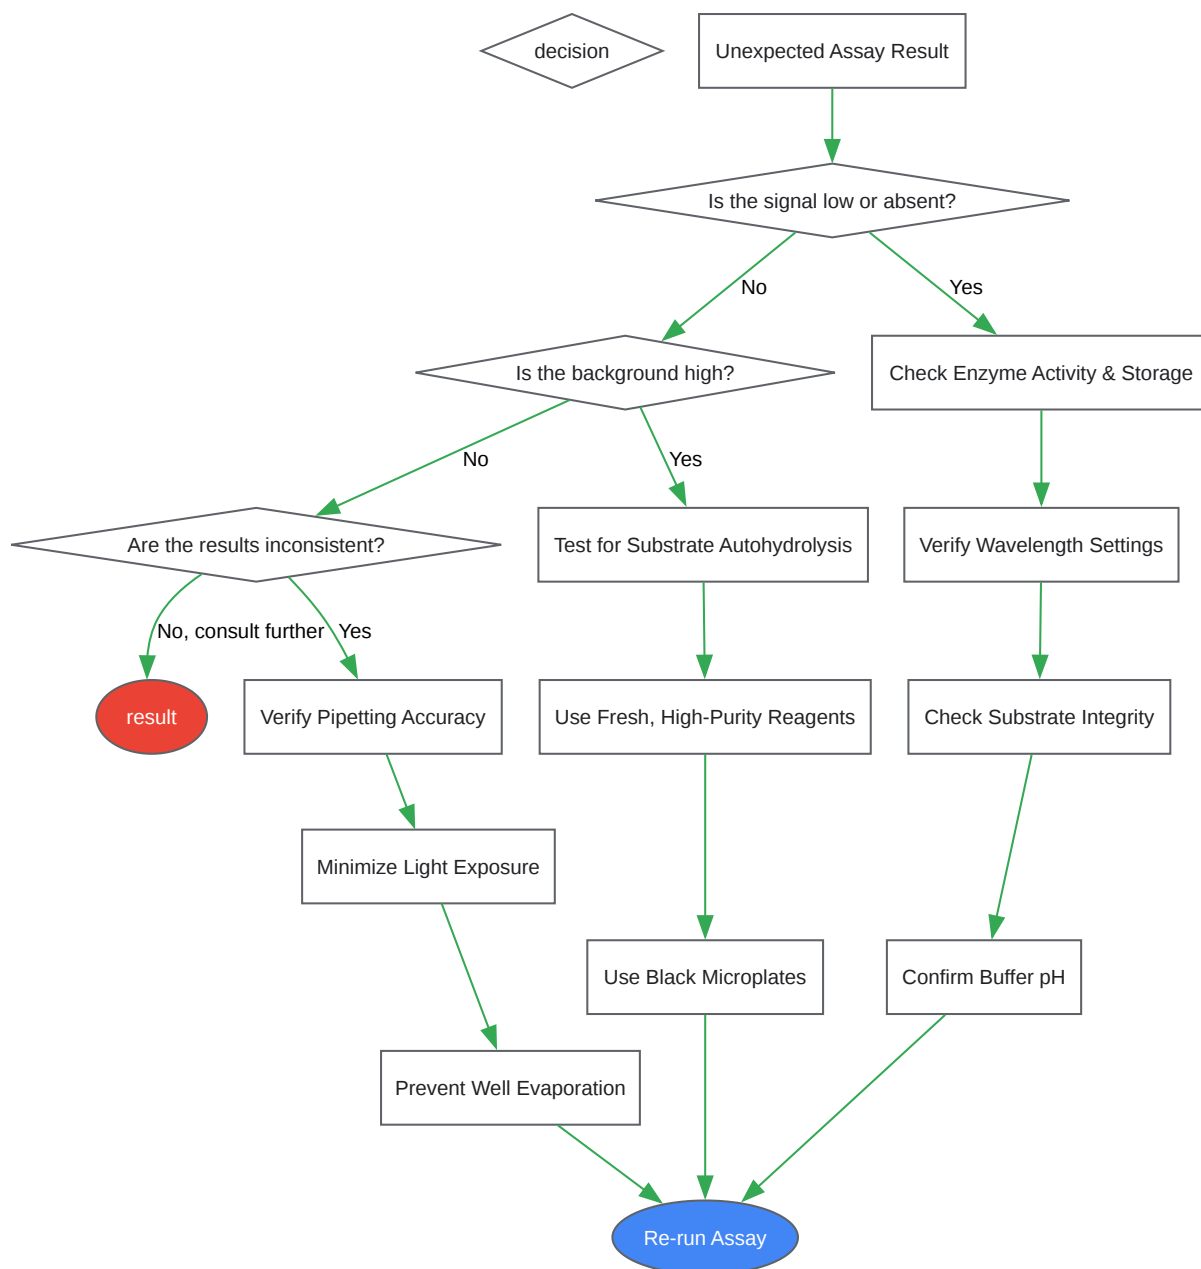 decision
Unexpected Assay Result
Is the signal low or absent?
No
Yes
Is the background high?
Check Enzyme Activity & Storage
No
Yes
Are the results inconsistent?
Test for Substrate Autohydrolysis
Verify Wavelength Settings
No, consult further
Yes
result
Verify Pipetting Accuracy
Use Fresh, High-Purity Reagents
Check Substrate Integrity
Minimize Light Exposure
Use Black Microplates
Confirm Buffer pH
Prevent Well Evaporation
Re-run Assay